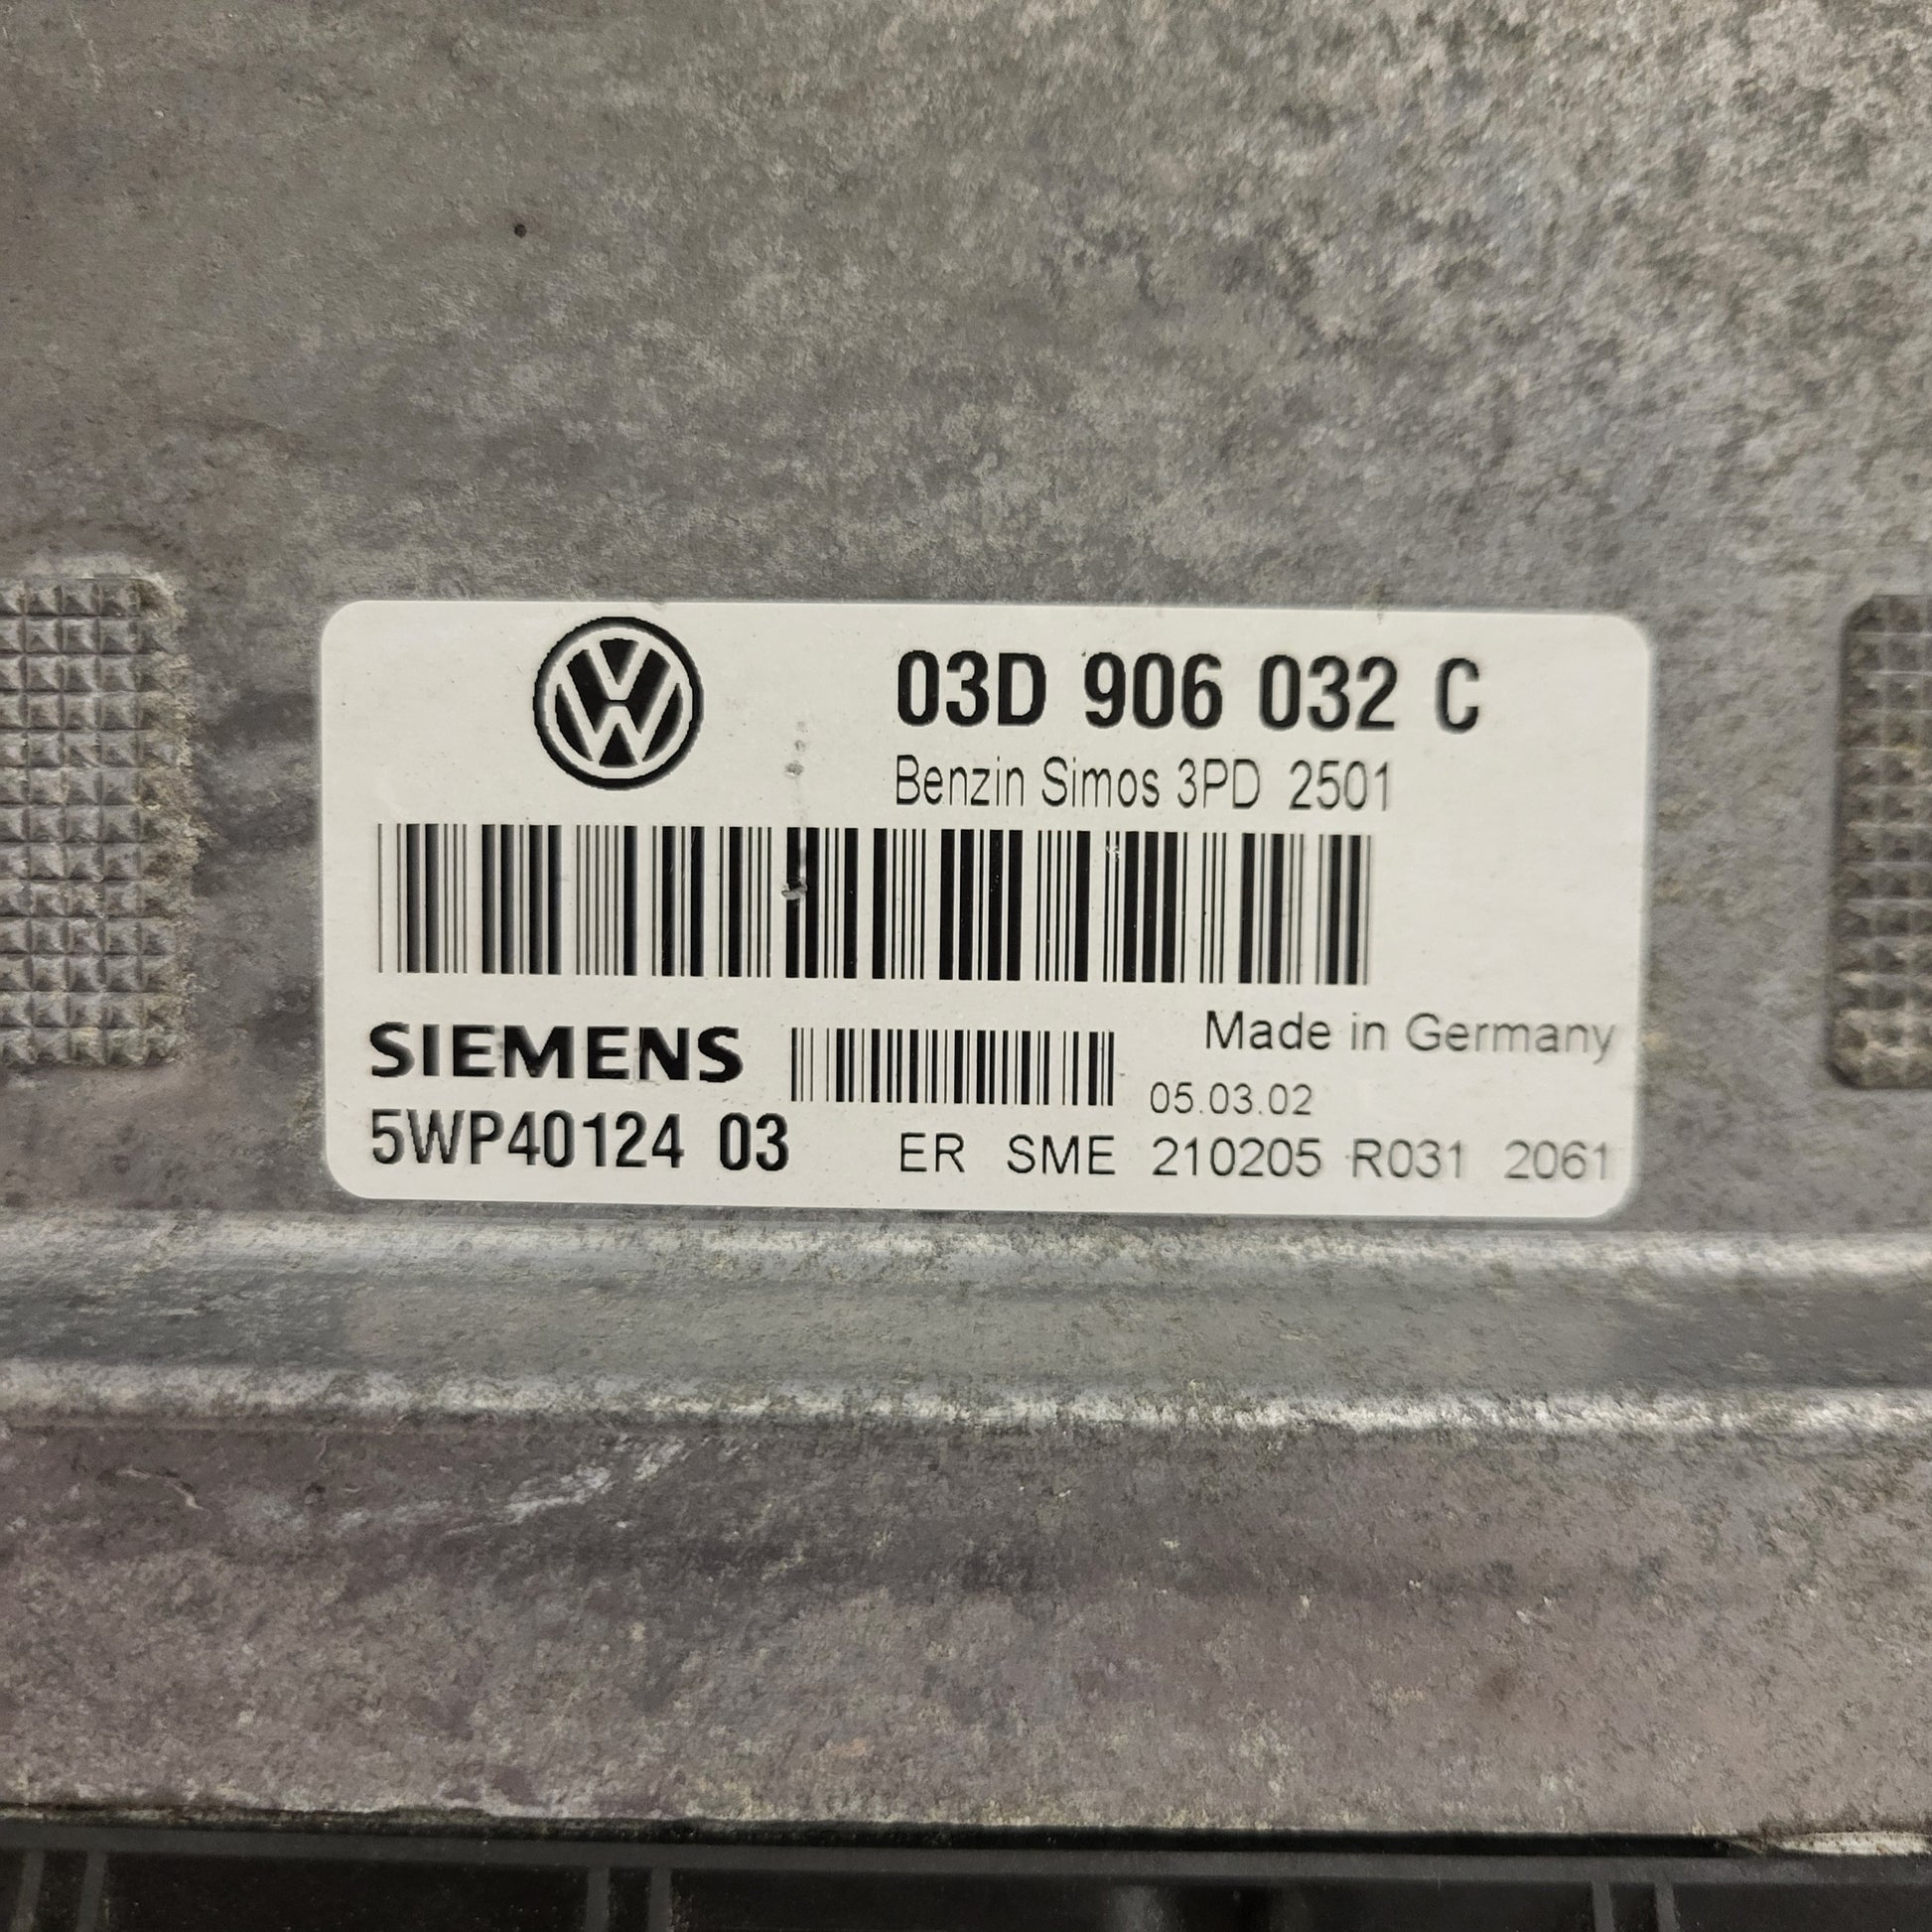 03D 906 032 C
Benzin Simos 3PD 2501
SIEMENS
Made in Germany
05.03.02
5WP40124 03
ER SME 210205 R031 2061